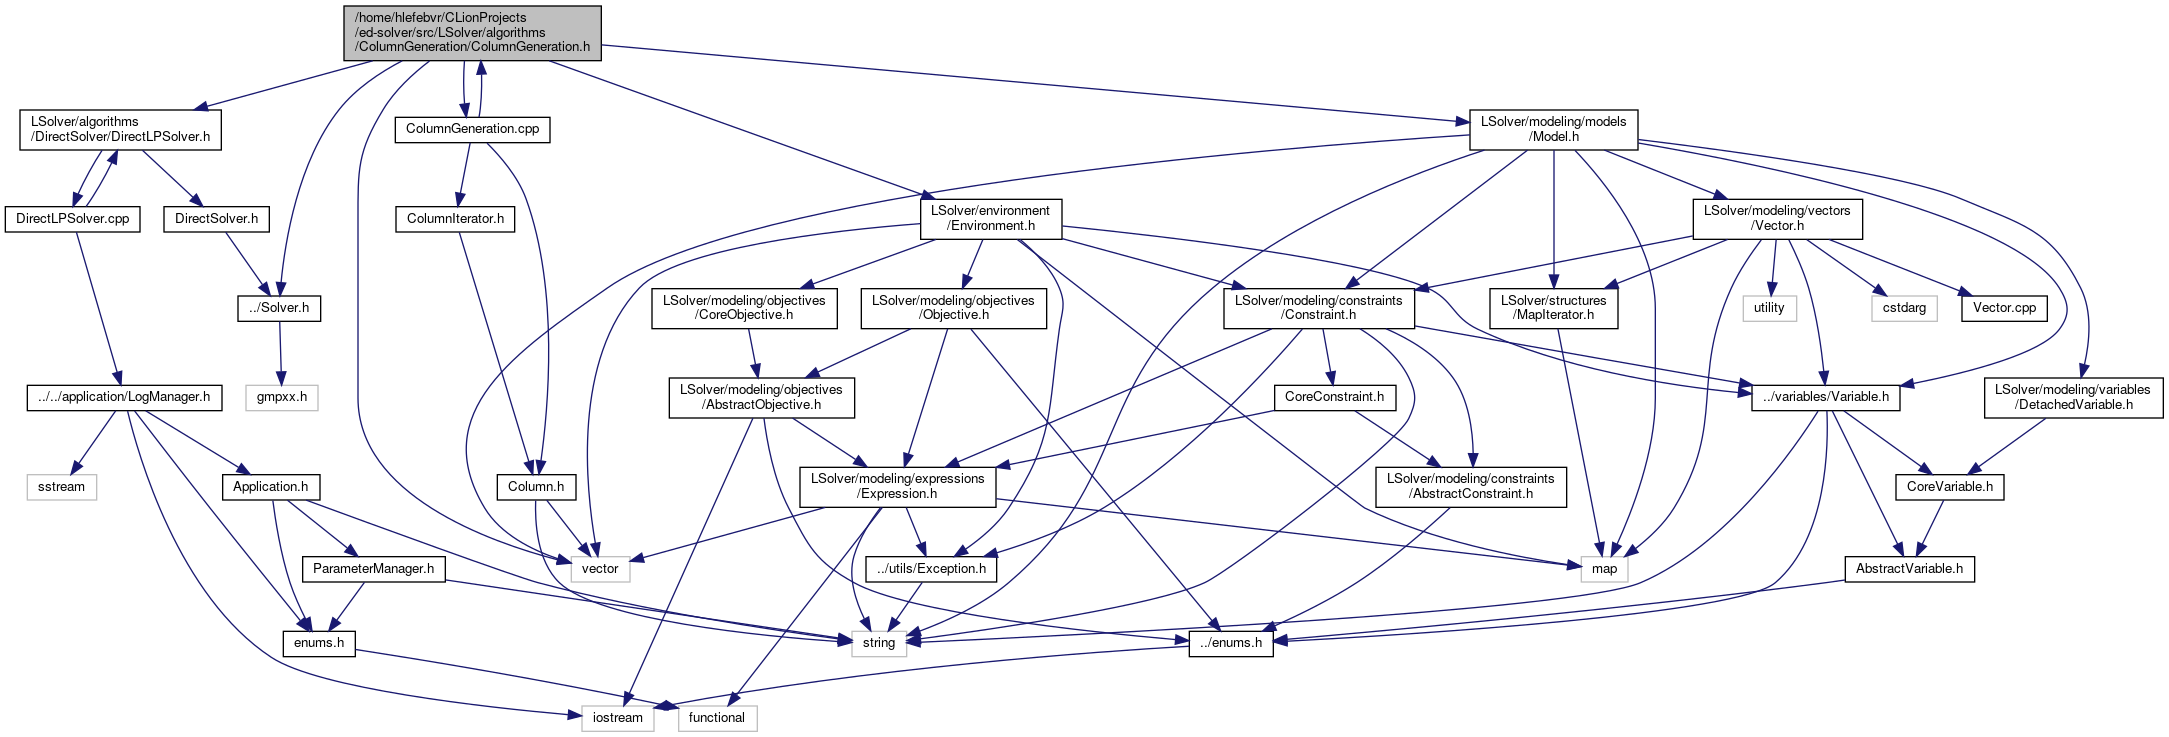 /home/hlefebvr/CLionProjects
/ed-solver/src/LSolver/algorithms
/ColumnGeneration/ColumnGeneration.h
LSolver/algorithms
/DirectSolver/DirectLPSolver.h
ColumnGeneration.cpp
LSolver/modeling/models
/Model.h
DirectLPSolver.cpp
DirectSolver.h
ColumnIterator.h
LSolver/environment
/Environment.h
LSolver/modeling/vectors
/Vector.h
../Solver.h
LSolver/modeling/objectives
/CoreObjective.h
LSolver/modeling/objectives
/Objective.h
LSolver/modeling/constraints
/Constraint.h
LSolver/structures
/MapIterator.h
utility
cstdarg
Vector.cpp
../../application/LogManager.h
gmpxx.h
LSolver/modeling/objectives
/AbstractObjective.h
CoreConstraint.h
../variables/Variable.h
LSolver/modeling/variables
/DetachedVariable.h
sstream
Application.h
Column.h
LSolver/modeling/expressions
/Expression.h
LSolver/modeling/constraints
/AbstractConstraint.h
CoreVariable.h
ParameterManager.h
vector
../utils/Exception.h
map
AbstractVariable.h
enums.h
string
../enums.h
iostream
functional